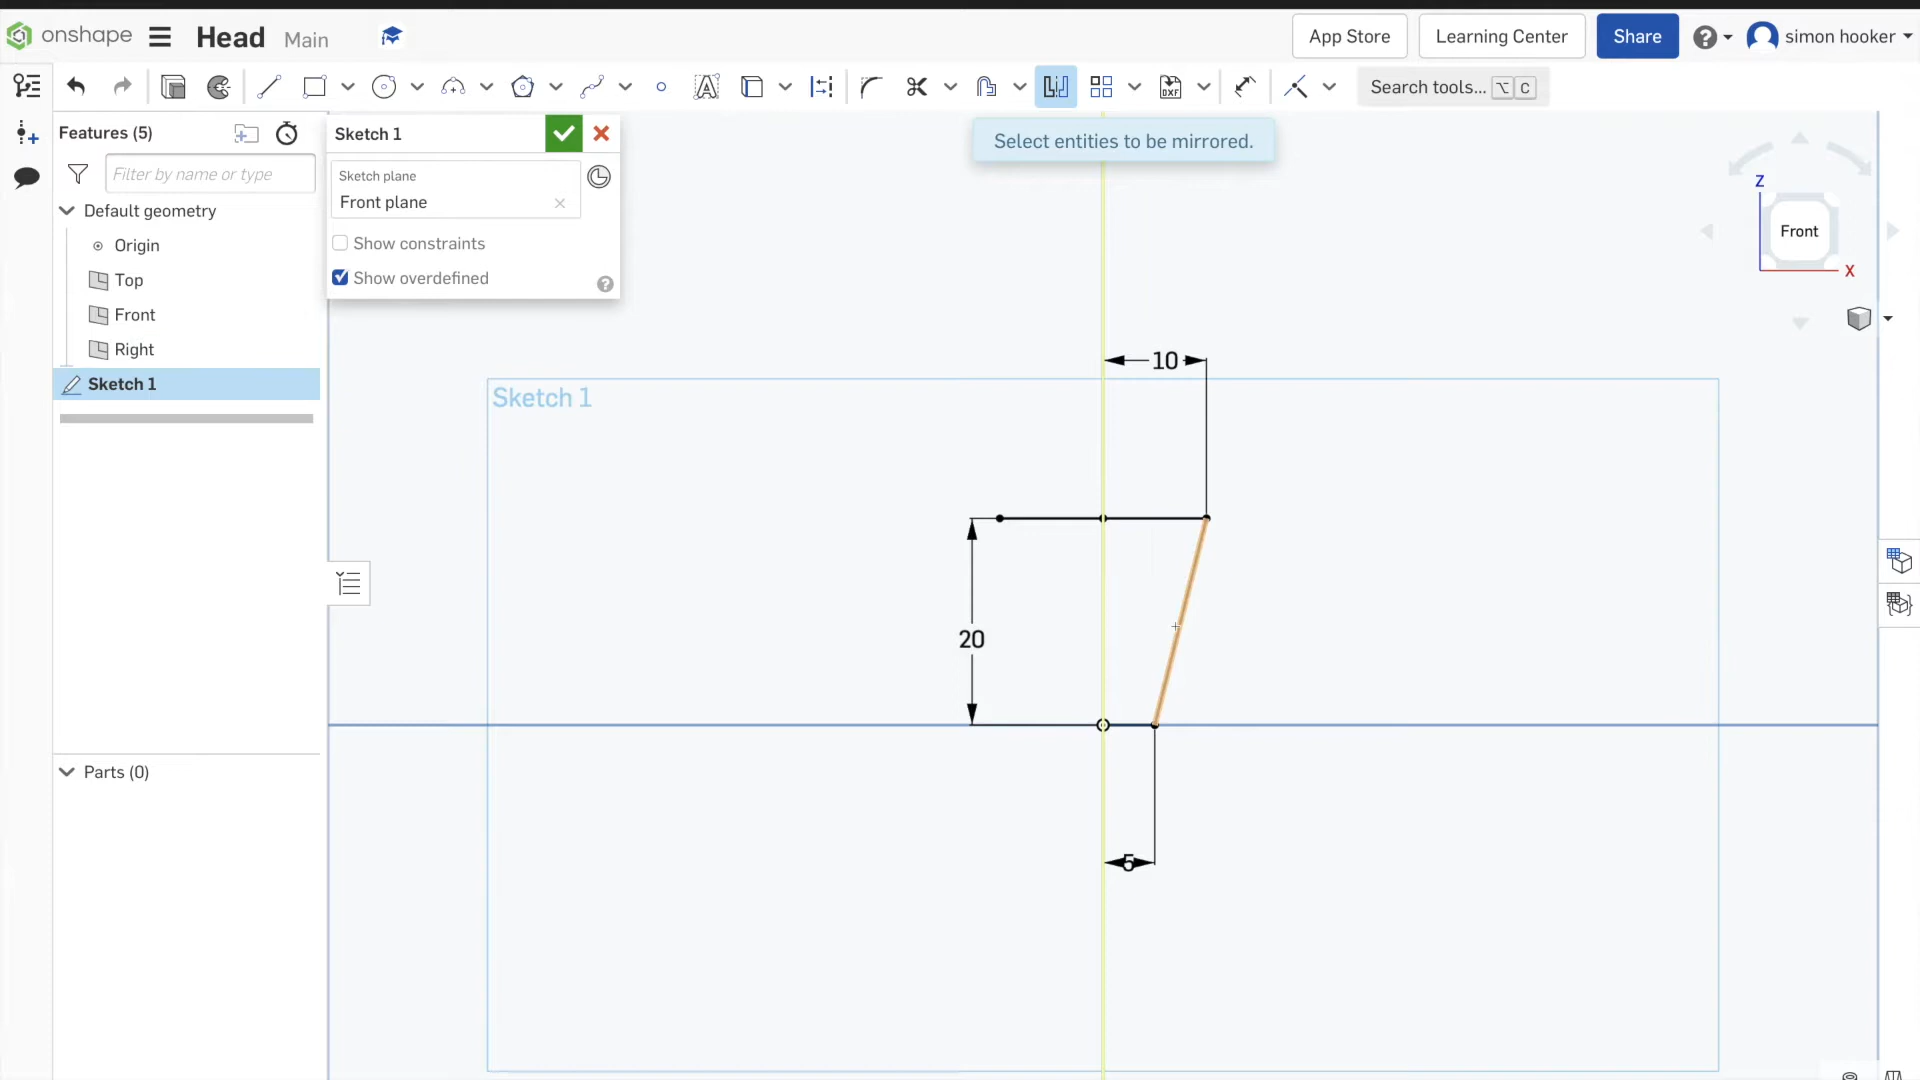 onshape
Head
Main
App Store
Learning Center
Share
simon hooker
DXF
Search tools... ⌥ C
Features (5)
Filter by name or type
Default geometry
Origin
Top
Front
Right
Sketch 1
Parts (0)
Sketch 1
Sketch plane
Front plane
Show constraints
Show overdefined
Select entities to be mirrored.
Z
Front
X
Sketch 1
10
20
5